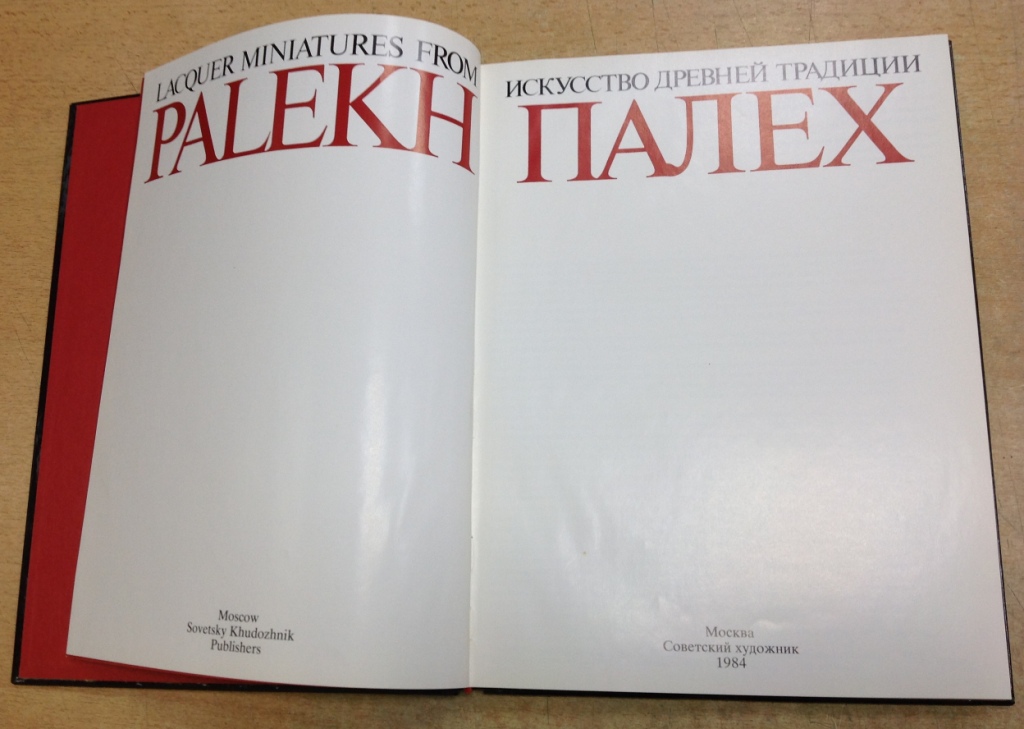 LACQUER MINIATURES FROM
PALEKH
Moscow
Sovetsky Khudozhnik
Publishers
ИСКУССТВО ДРЕВНЕЙ ТРАДИЦИИ
ПАЛЕХ
Москва
Советский художник
1984